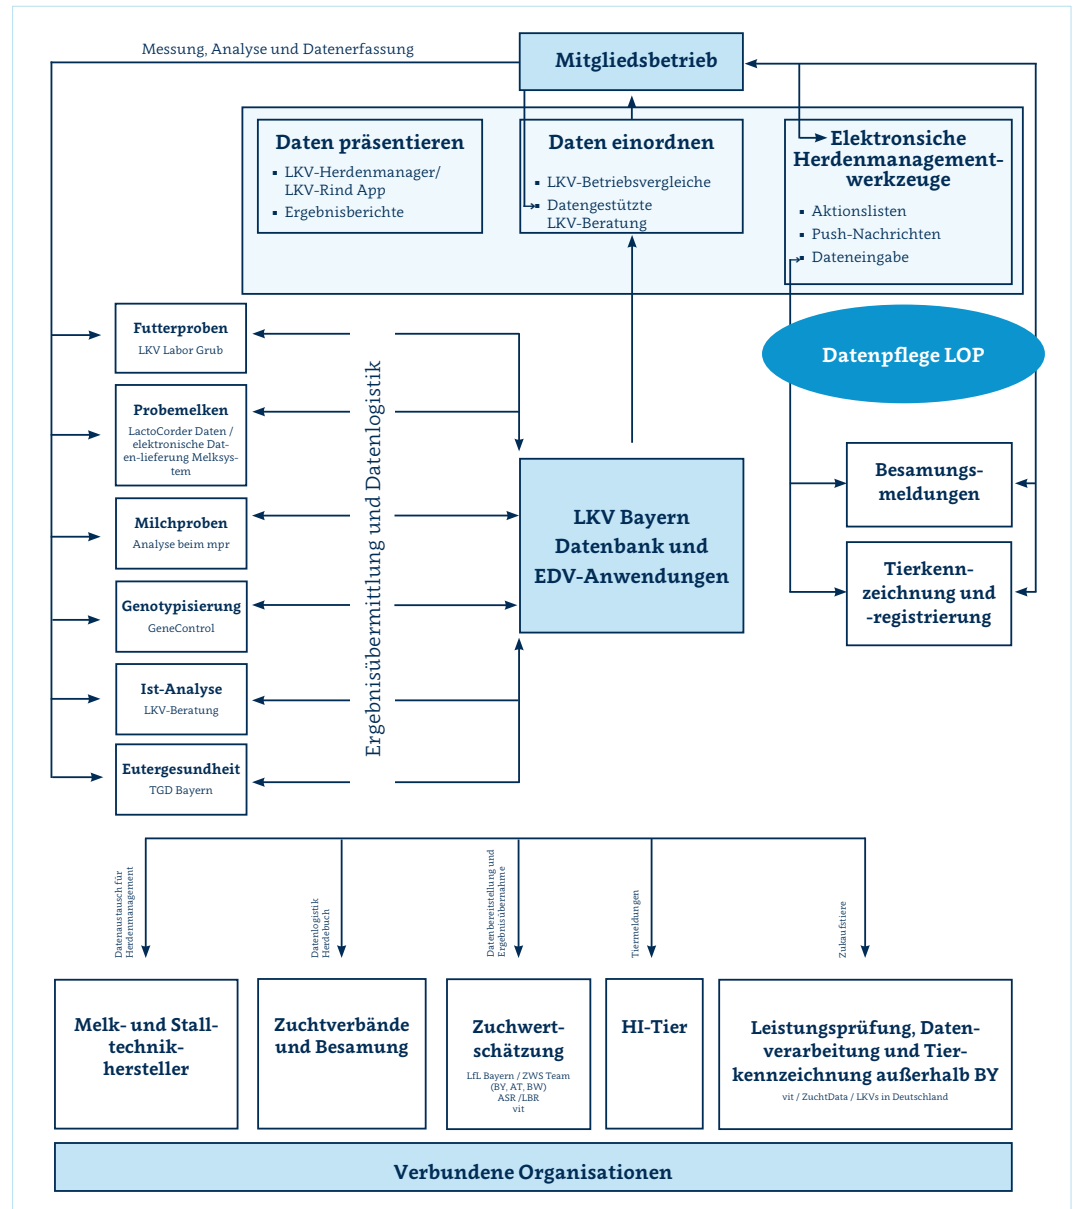 Messung, Analyse und Datenerfassung
Mitgliedsbetrieb
Daten präsentieren
▪ LKV-Herdenmanager/
LKV-Rind App
▪ Ergebnisberichte
Daten einordnen
▪ LKV-Betriebsvergleiche
▪ Datengestützte
LKV-Beratung
Elektronsiche
Herdenmanagement-
werkzeuge
▪ Aktionslisten
▪ Push-Nachrichten
▪ Dateneingabe
Datenpflege LOP
Futterproben
LKV Labor Grub
Probemelken
LactoCorder Daten /
elektronische Dat-
en-lieferung Melksys-
tem
Milchproben
Analyse beim mpr
Genotypisierung
GeneControl
Ist-Analyse
LKV-Beratung
Eutergesundheit
TGD Bayern
Ergebnisübermittlung und Datenlogistik
LKV Bayern
Datenbank und
EDV-Anwendungen
Besamungs-
meldungen
Tierkenn-
zeichnung und
-registrierung
Datenaustausch für
Herdenmanagement
Datenlogistik
Herdebuch
Datenbereitstellung und
Ergebnisübernahme
Tiermeldungen
Zukaufstiere
Melk- und Stall-
technik-
hersteller
Zuchtverbände
und Besamung
Zuchwert-
schätzung
LfL Bayern / ZWS Team
(BY, AT, BW)
ASR /LBR
vit
HI-Tier
Leistungsprüfung, Daten-
verarbeitung und Tier-
kennzeichnung außerhalb BY
vit / ZuchtData / LKVs in Deutschland
Verbundene Organisationen